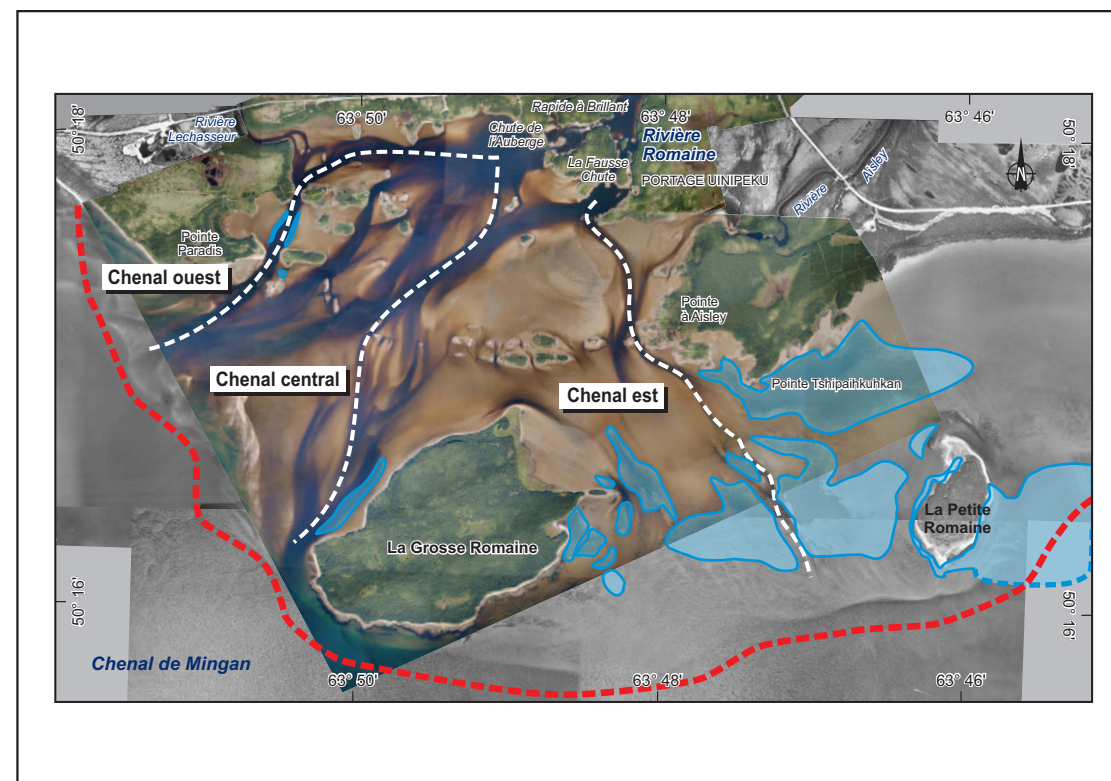 63° 50'
63° 48'
63° 46'
50° 18'
50° 18'
Rivière
Lechasseur
Rapide à Brillant
Chute de
l'Auberge
Rivière
Romaine
La Fausse
Chute
PORTAGE UINIPEKU
Rivière
Aisley
N
Pointe
Paradis
Chenal ouest
Pointe
à Aisley
Chenal central
Chenal est
Pointe Tshipaihkuhkan
La Grosse Romaine
La Petite
Romaine
50° 16'
50° 16'
Chenal de Mingan
63° 50'
63° 48'
63° 46'